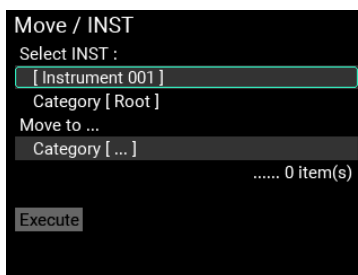 Move / INST
Select INST :
[ Instrument 001 ]
Category [ Root ]
Move to ...
Category [ ... ]
...... 0 item(s)
Execute